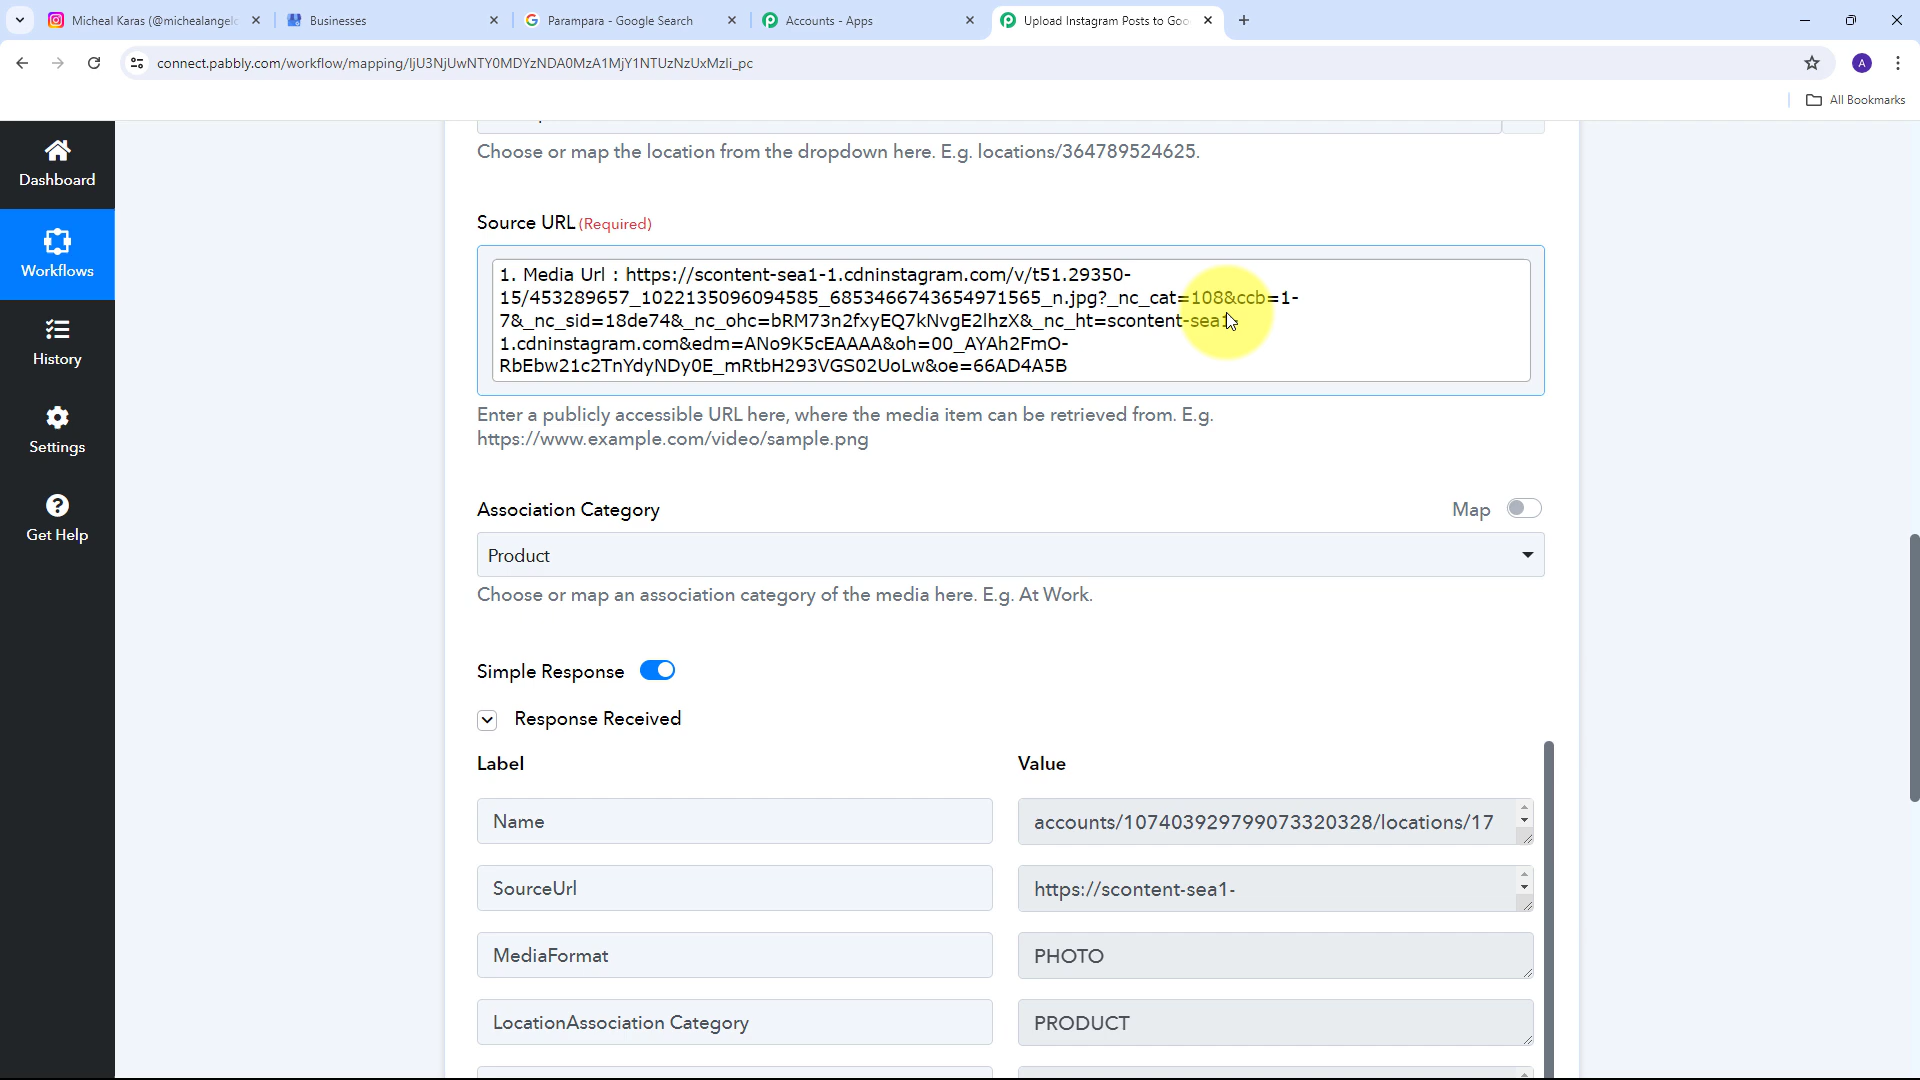 Micheal Karas (@michealangelo
Businesses
Parampara - Google Search
Accounts - Apps
Upload Instagram Posts to Goo
connect.pabbly.com/workflow/mapping/IjU3NjUwNTY0MDYzNDA0MzA1MjY1NTUzNzUxMzIi_pc
A
All Bookmarks
Dashboard
Workflows
History
Settings
Get Help
Choose or map the location from the dropdown here. E.g. locations/364789524625.
Source URL (Required)
1. Media Url : https://scontent-sea1-1.cdninstagram.com/v/t51.29350-
15/453289657_1022135096094585_6853466743654971565_n.jpg?_nc_cat=108&ccb=1-
7&_nc_sid=18de74&_nc_ohc=bRM73n2fxyEQ7kNvgE2lhzX&_nc_ht=scontent-sea1-
1.cdninstagram.com&edm=ANo9K5cEAAAA&oh=00_AYAh2FmO-
RbEbw21c2TnYdyNDy0E_mRtbH293VGS02UoLw&oe=66AD4A5B
Enter a publicly accessible URL here, where the media item can be retrieved from. E.g.
https://www.example.com/video/sample.png
Association Category
Map
Product
Choose or map an association category of the media here. E.g. At Work.
Simple Response
Response Received
Label
Value
Name
accounts/107403929799073320328/locations/17
SourceUrl
https://scontent-sea1-
MediaFormat
PHOTO
LocationAssociation Category
PRODUCT